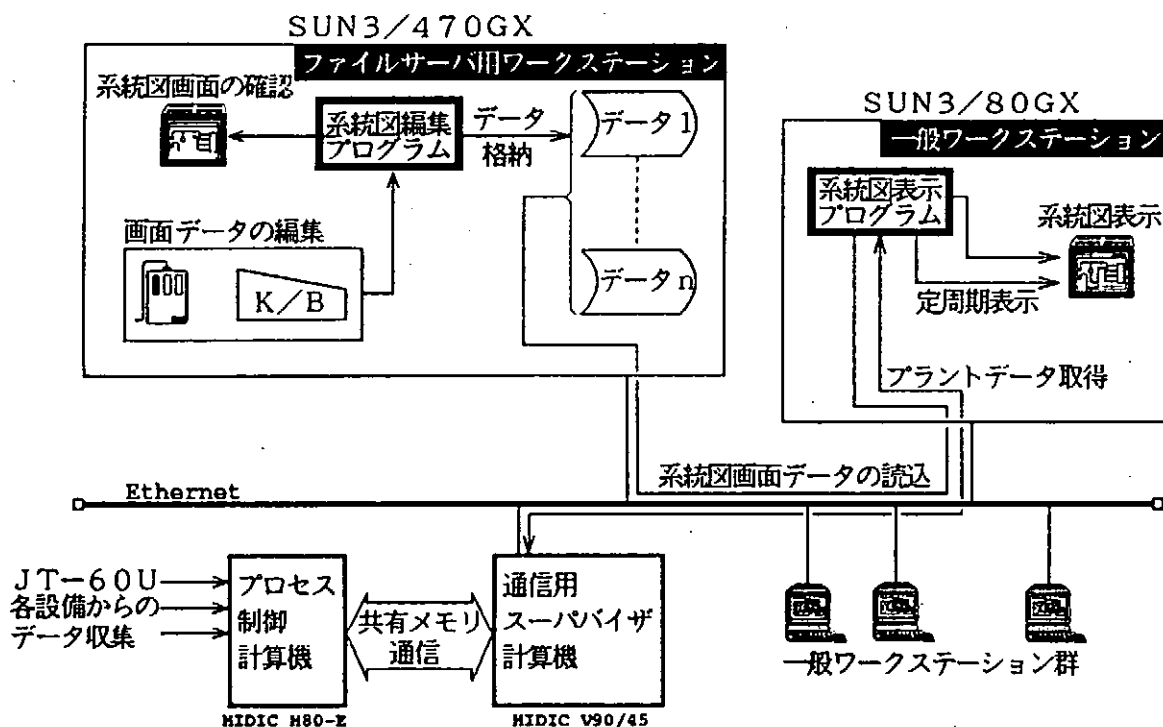 SUN3/470GX
ファイルサーバ用ワークステーション
系統図画面の確認
系統図編集
プログラム
データ
格納
データ1
データn
画面データの編集
K/B
SUN3/80GX
一般ワークステーション
系統図表示
プログラム
系統図表示
定周期表示
プラントデータ取得
系統図画面データの読込
Ethernet
JT-60U
各設備からの
データ収集
プロセス
制御
計算機
共有メモリ
通信
通信用
スーパバイザ
計算機
一般ワークステーション群
HIDIC H80-E
HIDIC V90/45